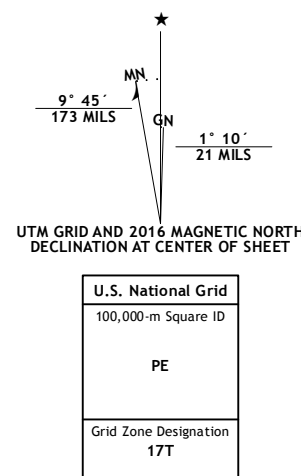 ★
MN
9° 45´
173 MILS
GN
1° 10´
21 MILS
UTM GRID AND 2016 MAGNETIC NORTH
DECLINATION AT CENTER OF SHEET
U.S. National Grid
100,000-m Square ID
PE
Grid Zone Designation
17T